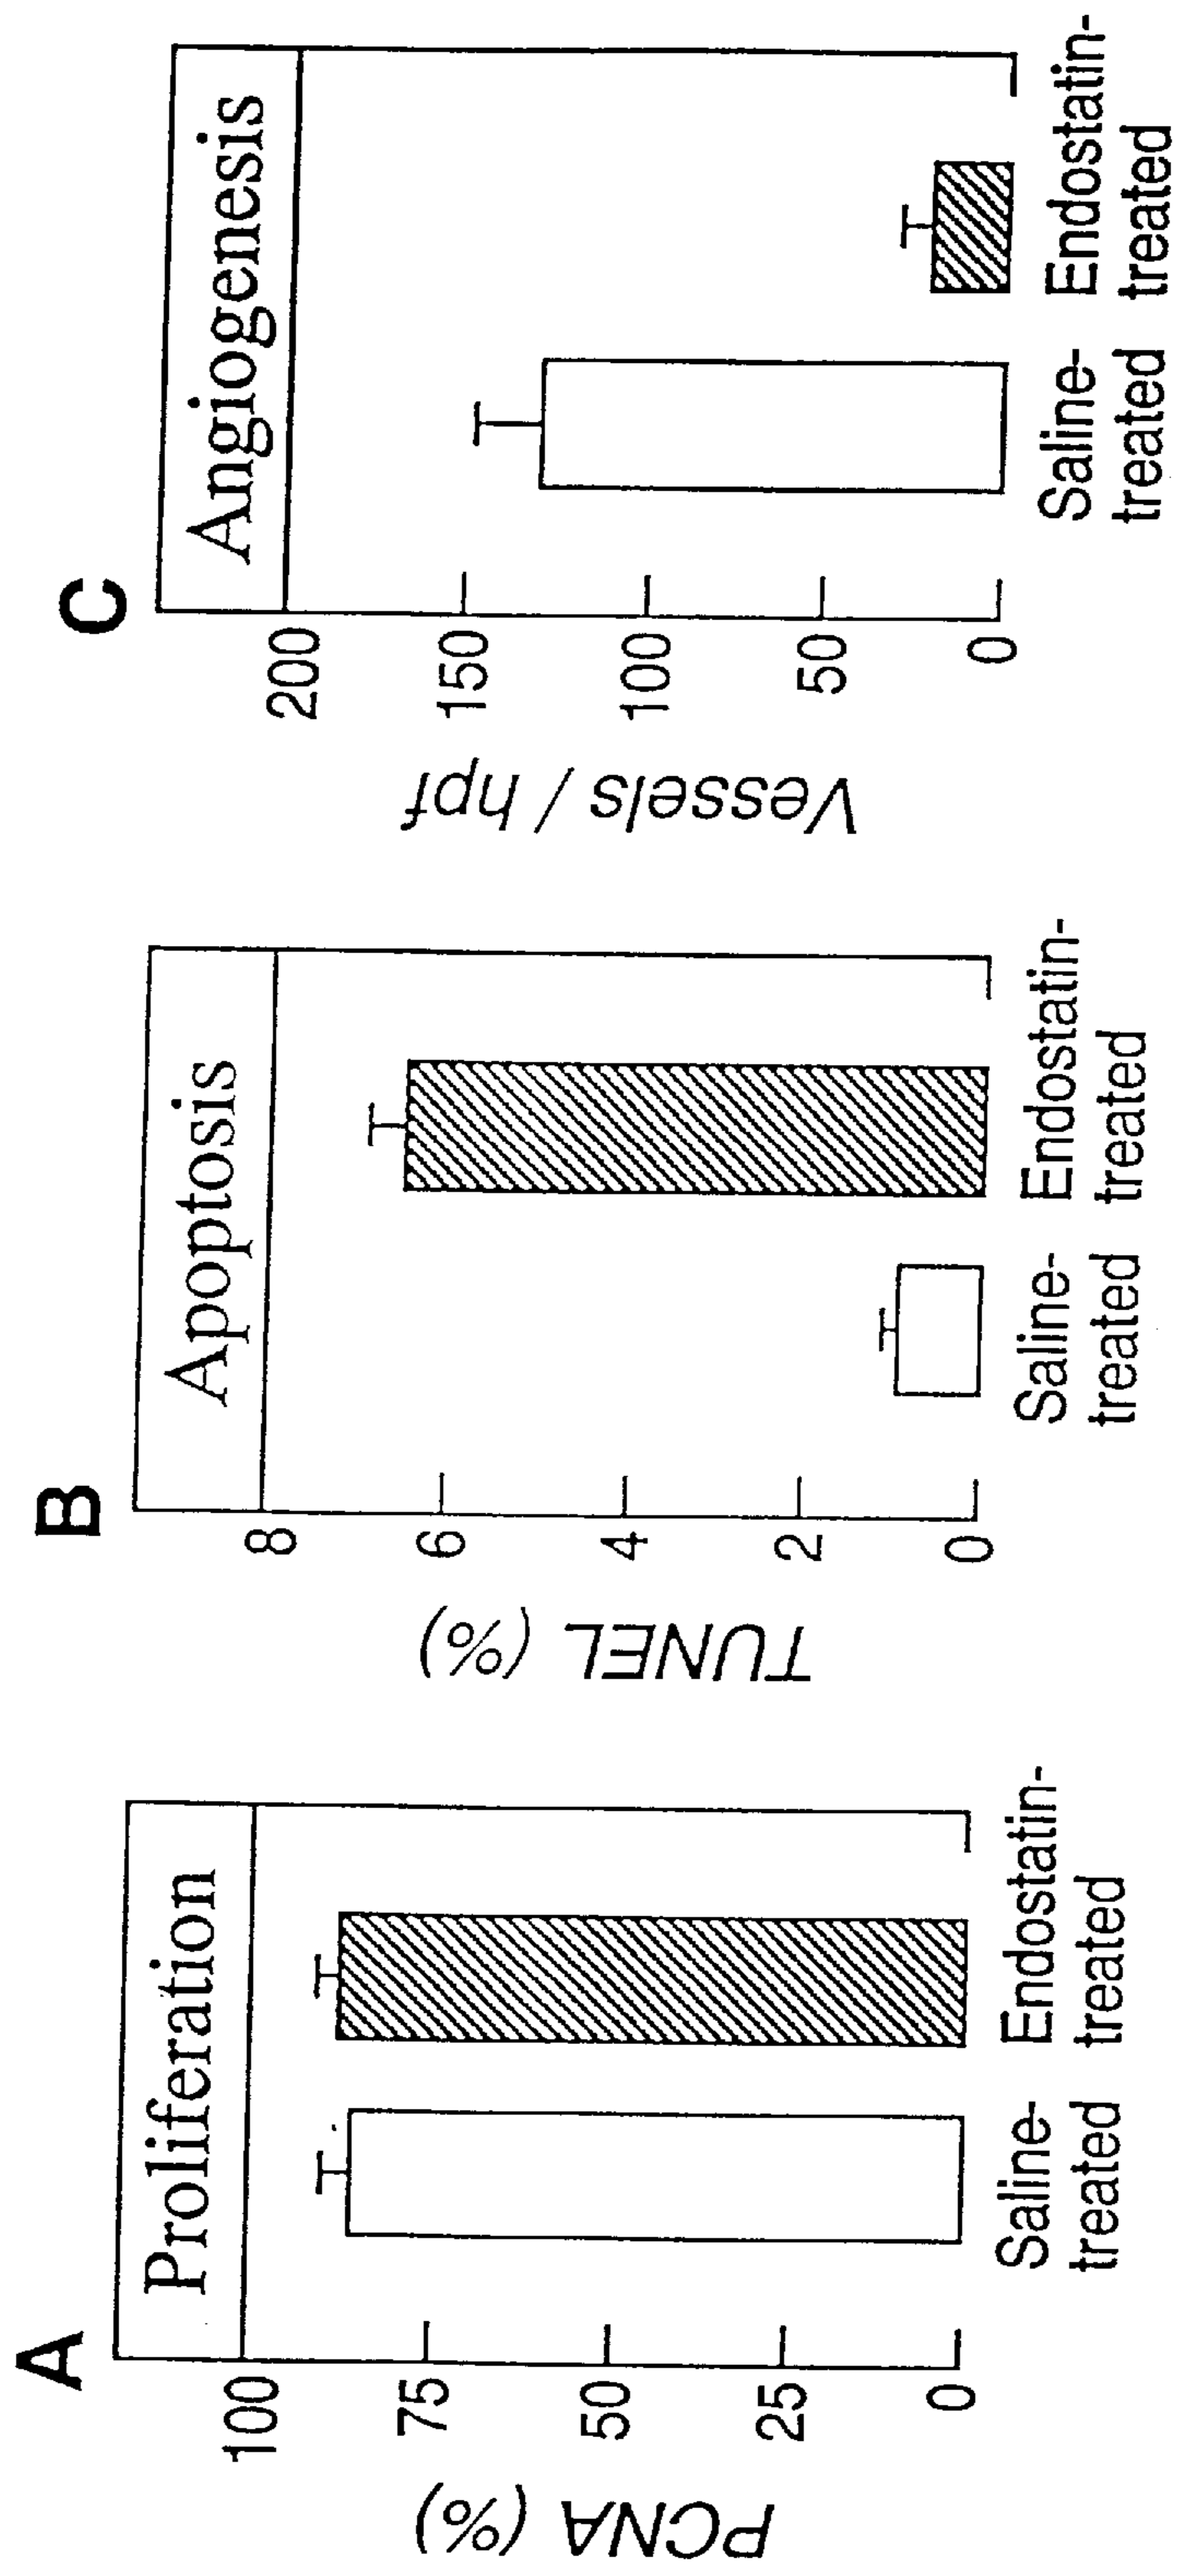 A
Proliferation
PCNA (%)
100
75
50
25
0
Saline-
treated
Endostatin-
treated
B
Apoptosis
TUNEL (%)
8
6
4
2
0
Saline-
treated
Endostatin-
treated
C
Angiogenesis
Vessels / hpf
200
150
100
50
0
Saline-
treated
Endostatin-
treated